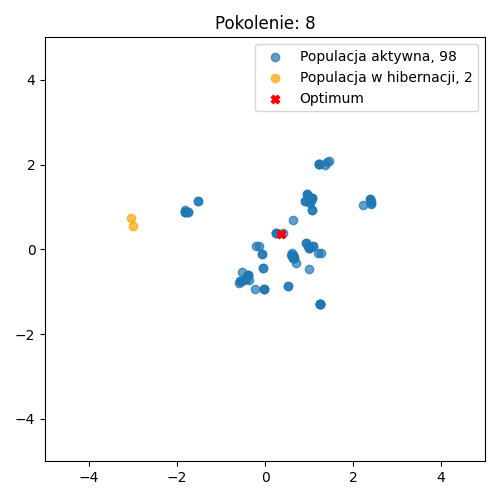 Pokolenie: 8
Populacja aktywna, 98
Populacja w hibernacji, 2
Optimum
4
2
0
−2
−4
−4 −2 0 2 4